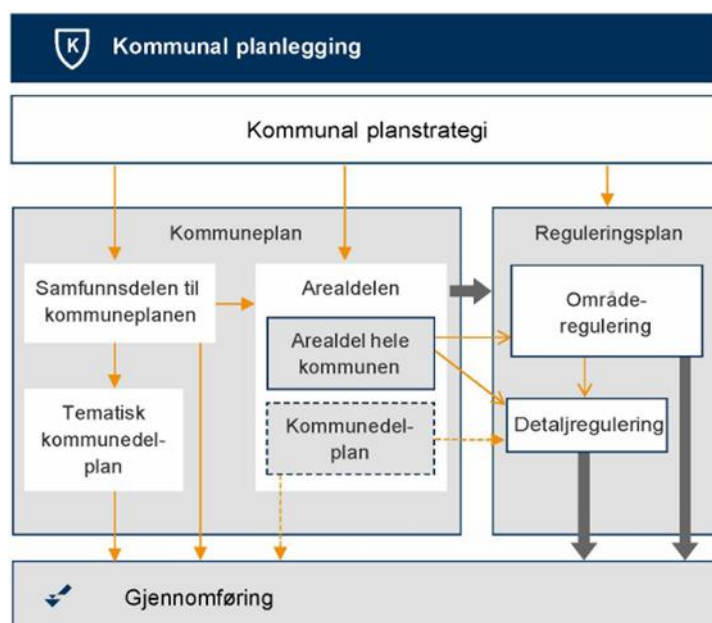 K
Kommunal planlegging
Kommunal planstrategi
Kommuneplan
Samfunnsdelen til
kommuneplanen
Tematisk
kommunedel-
plan
Arealdelen
Arealdel hele
kommunen
Kommunedel-
plan
Reguleringsplan
Område-
regulering
Detaljregulering
Gjennomføring